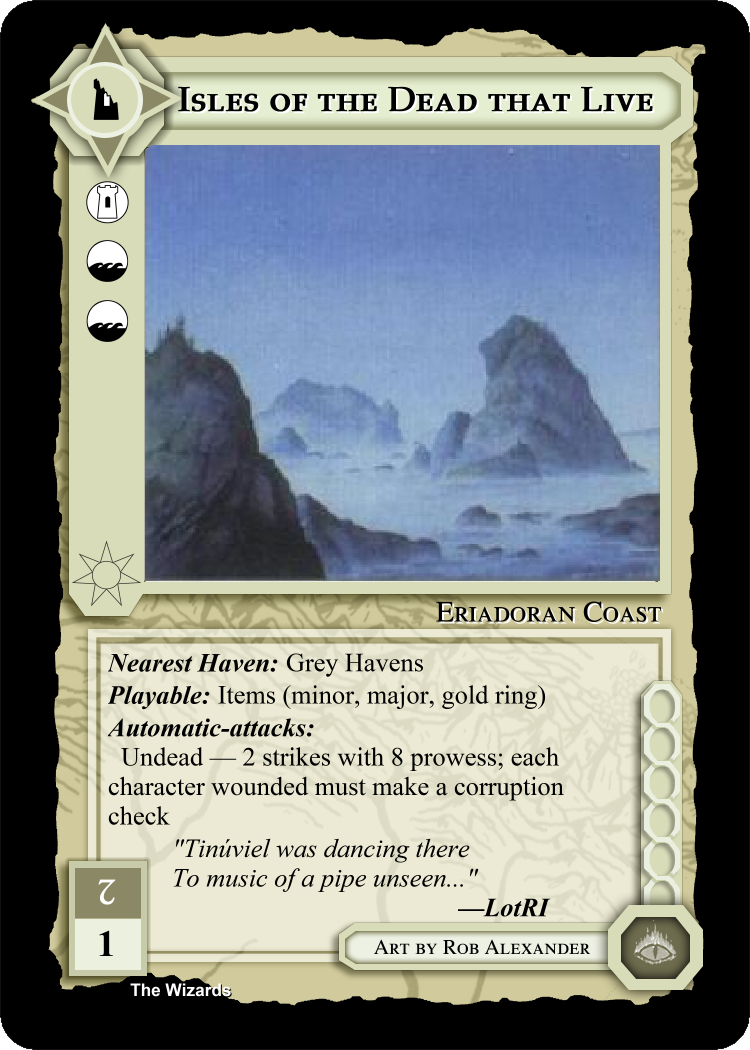 Isles of the Dead that Live
Eriadoran Coast
Nearest Haven: Grey Havens
Playable: Items (minor, major, gold ring)
Automatic-attacks:
Undead — 2 strikes with 8 prowess; each
character wounded must make a corruption
check
"Tinúviel was dancing there
To music of a pipe unseen..."
—LotRI
2
1
Art by Rob Alexander
The Wizards